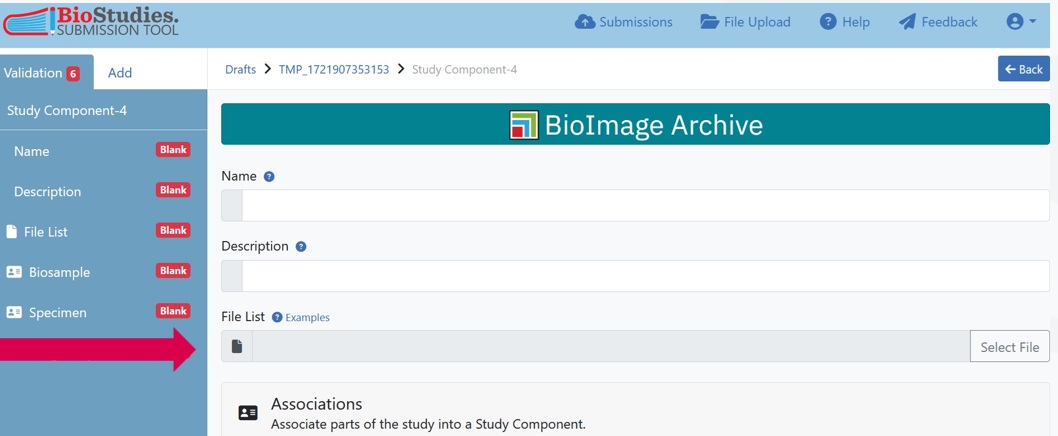 BioStudies.
SUBMISSION TOOL
Submissions File Upload Help Feedback
Validation 6 Add
Drafts TMP_1721907353153 Study Component-4
Back
Study Component-4
BioImage Archive
Name Blank
Description Blank
File List Blank
Biosample Blank
Specimen Blank
Name
Description
File List Examples
Select File
Associations
Associate parts of the study into a Study Component.